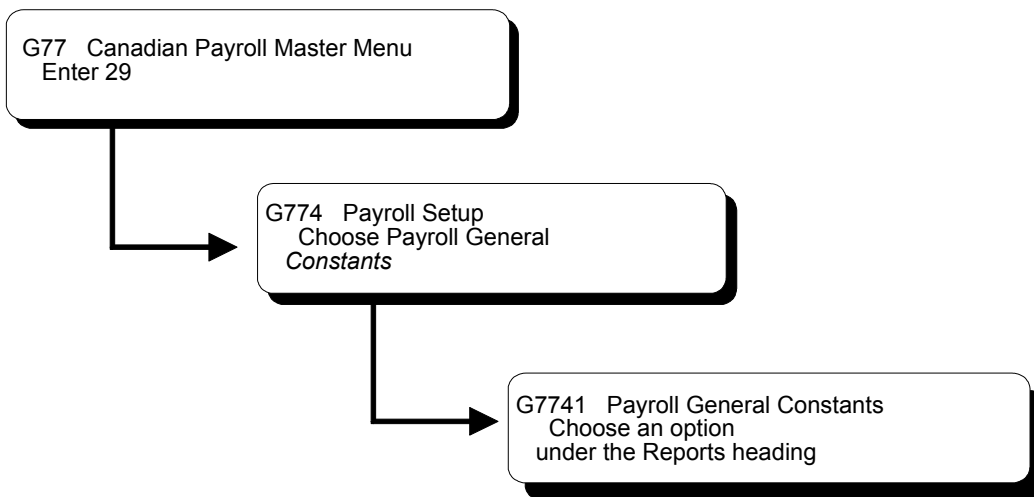 G77 Canadian Payroll Master Menu
Enter 29
G774 Payroll Setup
Choose Payroll General
Constants
G7741 Payroll General Constants
Choose an option
under the Reports heading